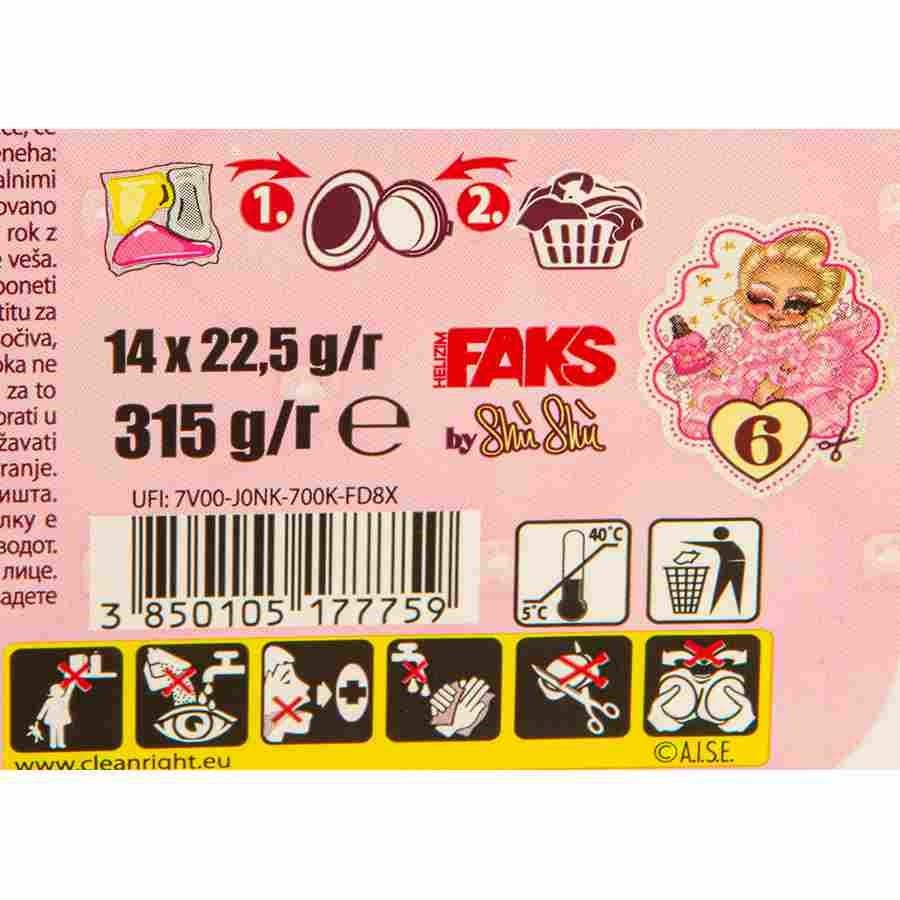 eneha:
alnimi
ovano
rok z
veša.
poneti
titu za
očiva,
oka ne
za to
orati u
žavati
ranje.
ишта.
лку е
водот.
лице.
адете
1.
2.
14 x 22,5 g/г
315 g/г ℮
HELIZIM
FAKS
by Shù Shù
6
UFI: 7V00-J0NK-700K-FD8X
3 850105 177759
40°C
5°C
www.cleanright.eu
©A.I.S.E.